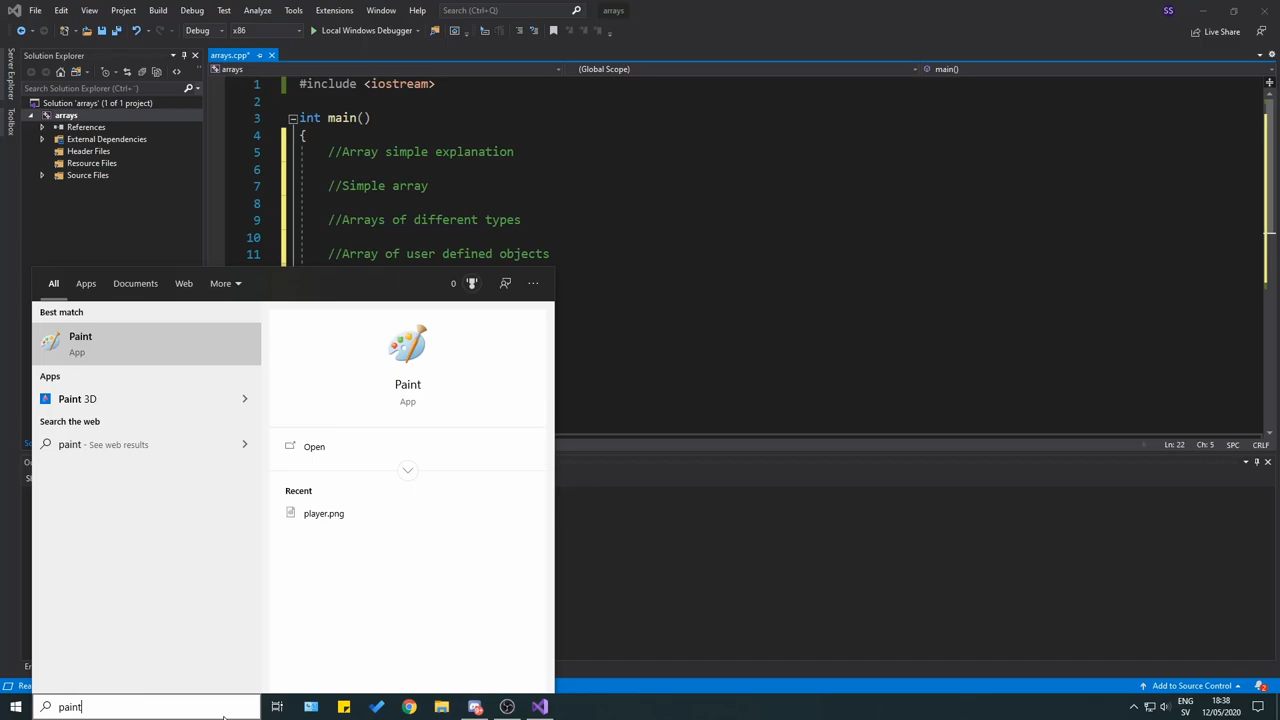 File Edit View Project Build Debug Test Analyze Tools Extensions Window Help Search (Ctrl+Q) arrays SS
Debug x86 Local Windows Debugger Live Share
Server Explorer
Toolbox
Solution Explorer
Search Solution Explorer (Ctrl+')
Solution 'arrays' (1 of 1 project)
arrays
References
External Dependencies
Header Files
Resource Files
Source Files
arrays.cpp*
arrays (Global Scope) main()
1 #include <iostream>
2
3 int main()
4 {
5 //Array simple explanation
6
7 //Simple array
8
9 //Arrays of different types
10
11 //Array of user defined objects
All Apps Documents Web More 0
Best match
Paint
App
Apps
Paint 3D
Search the web
paint - See web results
Paint
App
Open
Recent
player.png
Ln: 22 Ch: 5 SPC CRLF
Add to Source Control 2
paint
ENG
SV
18:38
12/05/2020